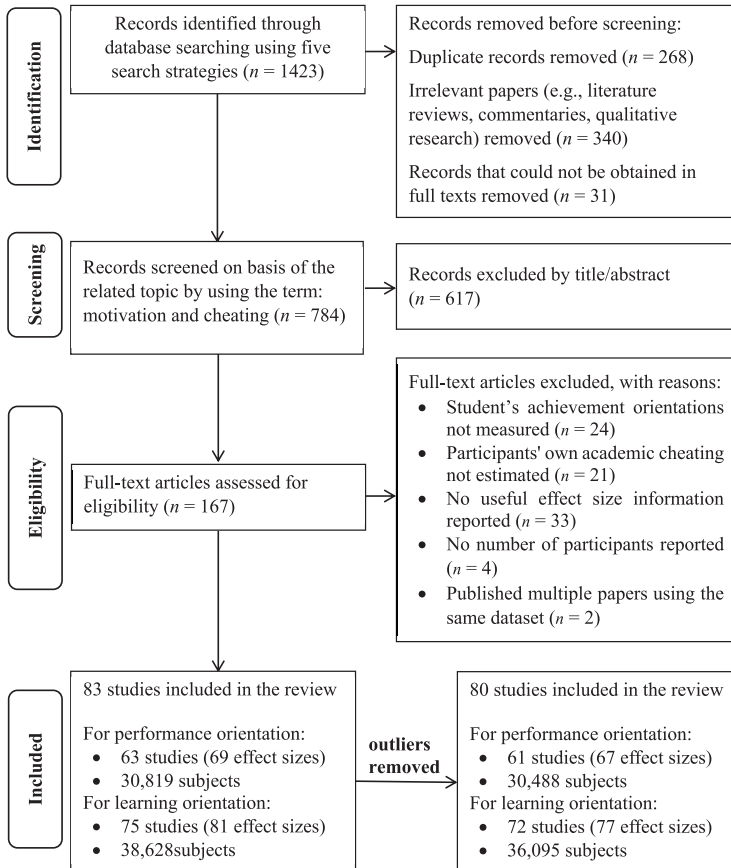 Identification
Records identified through
database searching using five
search strategies (n = 1423)
Records removed before screening:
Duplicate records removed (n = 268)
Irrelevant papers (e.g., literature
reviews, commentaries, qualitative
research) removed (n = 340)
Records that could not be obtained in
full texts removed (n = 31)
Screening
Records screened on basis of the
related topic by using the term:
motivation and cheating (n = 784)
Records excluded by title/abstract
(n = 617)
Eligibility
Full-text articles assessed for
eligibility (n = 167)
Full-text articles excluded, with reasons:
• Student’s achievement orientations
not measured (n = 24)
• Participants' own academic cheating
not estimated (n = 21)
• No useful effect size information
reported (n = 33)
• No number of participants reported
(n = 4)
• Published multiple papers using the
same dataset (n = 2)
Included
83 studies included in the review
For performance orientation:
• 63 studies (69 effect sizes)
• 30,819 subjects
For learning orientation:
• 75 studies (81 effect sizes)
• 38,628subjects
outliers
removed
80 studies included in the review
For performance orientation:
• 61 studies (67 effect sizes)
• 30,488 subjects
For learning orientation:
• 72 studies (77 effect sizes)
• 36,095 subjects